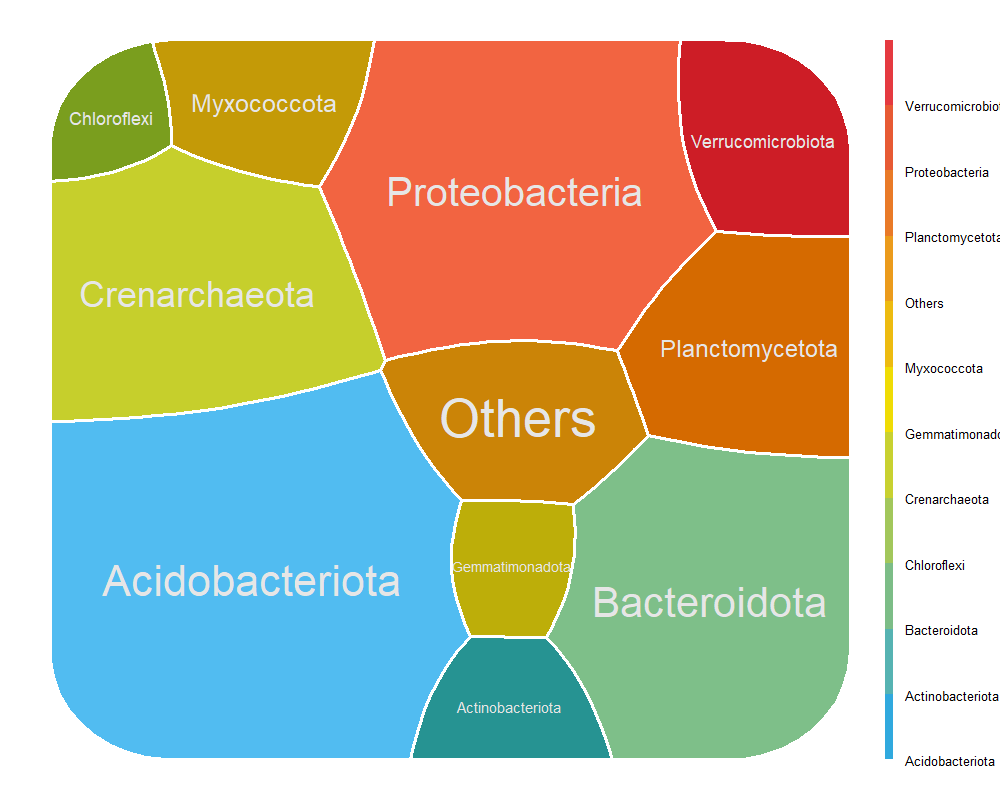 Chloroflexi
Myxococcota
Proteobacteria
Verrucomicrobiota
Crenarchaeota
Planctomycetota
Others
Acidobacteriota
Gemmatimonadota
Bacteroidota
Actinobacteriota
Verrucomicrobiot
Proteobacteria
Planctomycetota
Others
Myxococcota
Gemmatimonado
Crenarchaeota
Chloroflexi
Bacteroidota
Actinobacteriota
Acidobacteriota